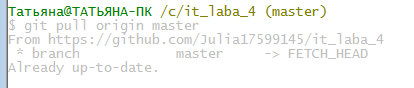 Татьяна@ТАТЬЯНА-ПК /c/it_laba_4 (master)
$ git pull origin master
From https://github.com/Julia17599145/it_laba_4
 * branch            master     -> FETCH_HEAD
Already up-to-date.